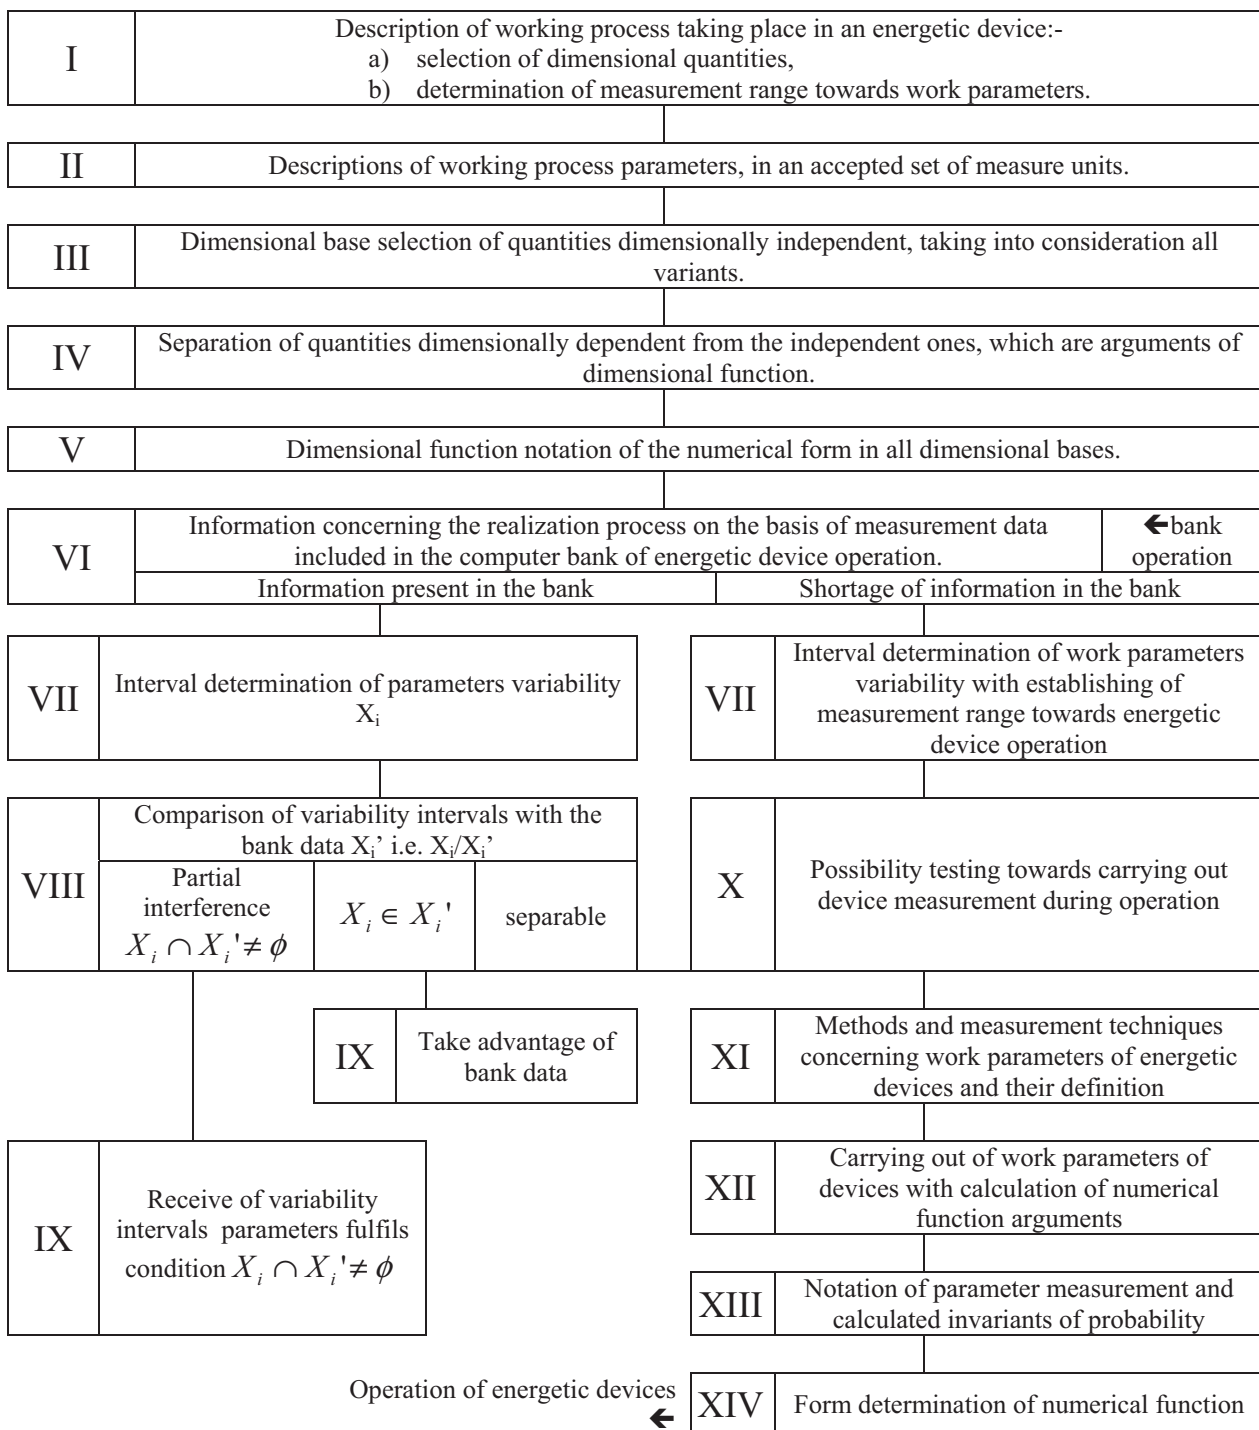 I
Description of working process taking place in an energetic device:-
a) selection of dimensional quantities,
b) determination of measurement range towards work parameters.
II
Descriptions of working process parameters, in an accepted set of measure units.
III
Dimensional base selection of quantities dimensionally independent, taking into consideration all
variants.
IV
Separation of quantities dimensionally dependent from the independent ones, which are arguments of
dimensional function.
V
Dimensional function notation of the numerical form in all dimensional bases.
VI
Information concerning the realization process on the basis of measurement data
included in the computer bank of energetic device operation.
←bank
operation
Information present in the bank
Shortage of information in the bank
VII
Interval determination of parameters variability
Xi
VII
Interval determination of work parameters
variability with establishing of
measurement range towards energetic
device operation
VIII
Comparison of variability intervals with the
bank data Xi’ i.e. Xi/Xi’
Partial
interference
Xi ∩ Xi'≠ ϕ
Xi ∈ Xi'
separable
X
Possibility testing towards carrying out
device measurement during operation
IX
Take advantage of
bank data
XI
Methods and measurement techniques
concerning work parameters of energetic
devices and their definition
IX
Receive of variability
intervals parameters fulfils
condition Xi ∩ Xi'≠ ϕ
XII
Carrying out of work parameters of
devices with calculation of numerical
function arguments
XIII
Notation of parameter measurement and
calculated invariants of probability
Operation of energetic devices
←
XIV
Form determination of numerical function